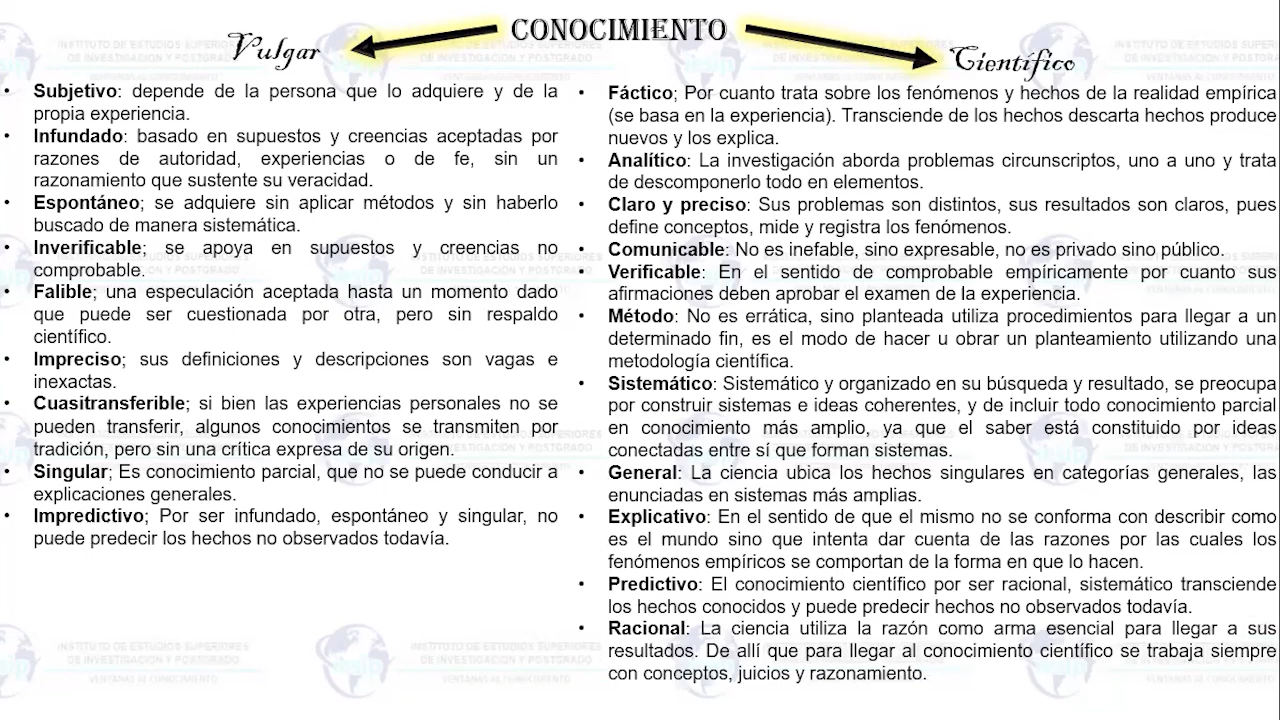 CONOCIMIENTO
Vulgar
Subjetivo: depende de la persona que lo adquiere y de la
propia experiencia.
Infundado: basado en supuestos y creencias aceptadas por
razones de autoridad, experiencias o de fe, sin un
razonamiento que sustente su veracidad.
Espontáneo; se adquiere sin aplicar métodos y sin haberlo
buscado de manera sistemática.
Inverificable; se apoya en supuestos y creencias no
comprobable.
Falible; una especulación aceptada hasta un momento dado
que puede ser cuestionada por otra, pero sin respaldo
científico.
Impreciso; sus definiciones y descripciones son vagas e
inexactas.
Cuasitransferible; si bien las experiencias personales no se
pueden transferir, algunos conocimientos se transmiten por
tradición, pero sin una crítica expresa de su origen.
Singular; Es conocimiento parcial, que no se puede conducir a
explicaciones generales.
Impredictivo; Por ser infundado, espontáneo y singular, no
puede predecir los hechos no observados todavía.
Científico
Fáctico; Por cuanto trata sobre los fenómenos y hechos de la realidad empírica
(se basa en la experiencia). Transciende de los hechos descarta hechos produce
nuevos y los explica.
Analítico: La investigación aborda problemas circunscriptos, uno a uno y trata
de descomponerlo todo en elementos.
Claro y preciso: Sus problemas son distintos, sus resultados son claros, pues
define conceptos, mide y registra los fenómenos.
Comunicable: No es inefable, sino expresable, no es privado sino público.
Verificable: En el sentido de comprobable empíricamente por cuanto sus
afirmaciones deben aprobar el examen de la experiencia.
Método: No es errática, sino planteada utiliza procedimientos para llegar a un
determinado fin, es el modo de hacer u obrar un planteamiento utilizando una
metodología científica.
Sistemático: Sistemático y organizado en su búsqueda y resultado, se preocupa
por construir sistemas e ideas coherentes, y de incluir todo conocimiento parcial
en conocimiento más amplio, ya que el saber está constituido por ideas
conectadas entre sí que forman sistemas.
General: La ciencia ubica los hechos singulares en categorías generales, las
enunciadas en sistemas más amplias.
Explicativo: En el sentido de que el mismo no se conforma con describir como
es el mundo sino que intenta dar cuenta de las razones por las cuales los
fenómenos empíricos se comportan de la forma en que lo hacen.
Predictivo: El conocimiento científico por ser racional, sistemático transciende
los hechos conocidos y puede predecir hechos no observados todavía.
Racional: La ciencia utiliza la razón como arma esencial para llegar a sus
resultados. De allí que para llegar al conocimiento científico se trabaja siempre
con conceptos, juicios y razonamiento.
INSTITUTO DE ESTUDIOS SUPERIORES
DE INVESTIGACIÓN Y POSTGRADO
VENTANAS AL CONOCIMIENTO